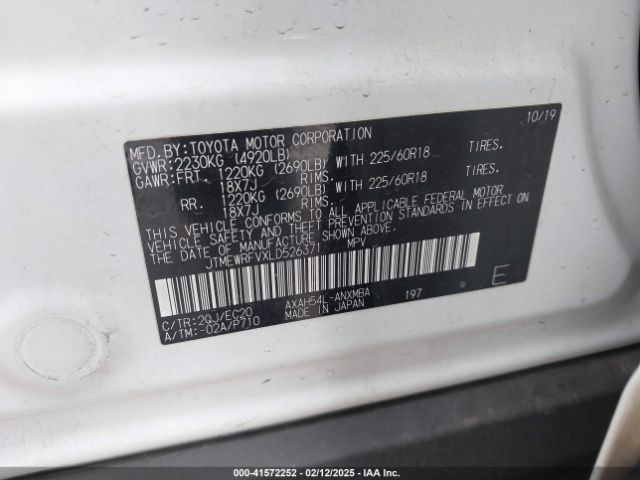 MFD.BY:TOYOTA MOTOR CORPORATION 10/19
GVWR:2230KG (4920LB)
GAWR:FRT. 1220KG (2690LB) WITH 225/60R18 TIRES.
18X7J RIMS.
RR. 1220KG (2690LB) WITH 225/60R18 TIRES.
18X7J RIMS.
THIS VEHICLE CONFORMS TO ALL APPLICABLE FEDERAL MOTOR
VEHICLE SAFETY AND THEFT PREVENTION STANDARDS IN EFFECT ON
THE DATE OF MANUFACTURE SHOWN ABOVE.
JTMEWRFVXLD526371 MPV
C/TR:2QJ/EC20 AXAH54L-ANXMBA 197 E
A/TM:-02A/P710 MADE IN JAPAN
000-41572252 - 02/12/2025 - IAA